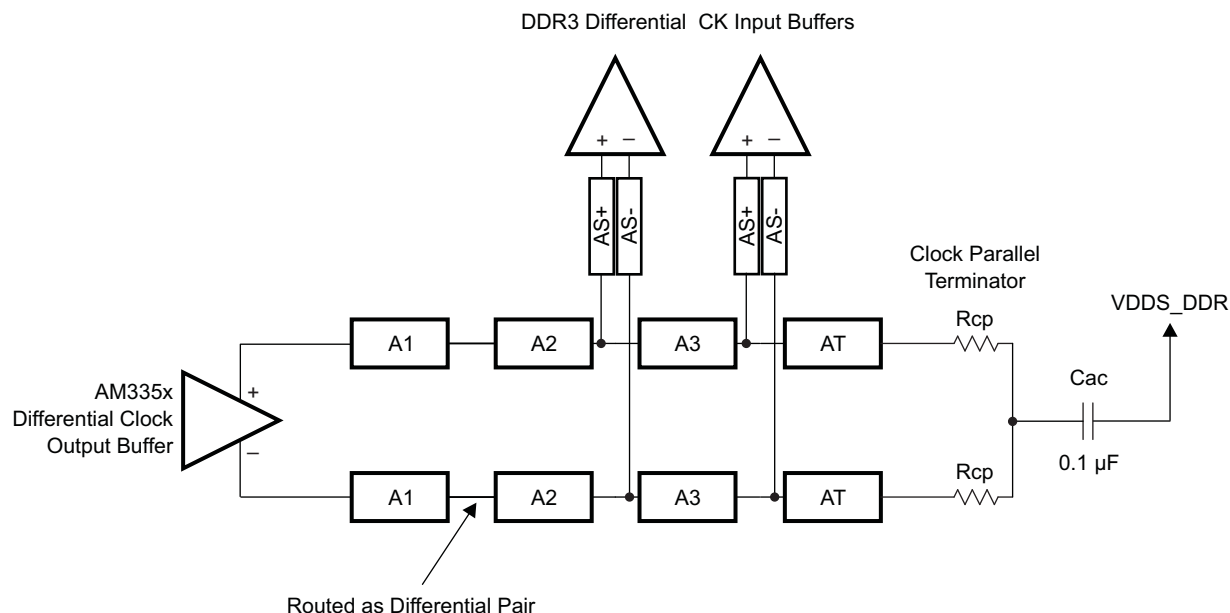 DDR3 Differential CK Input Buffers
+ − + −
AS+ AS- AS+ AS-
Clock Parallel
Terminator
VDDS_DDR
Rcp
A1 A2 A3 AT
Cac
AM335x
Differential Clock
Output Buffer
+
−
0.1 µF
Rcp
A1 A2 A3 AT
Routed as Differential Pair